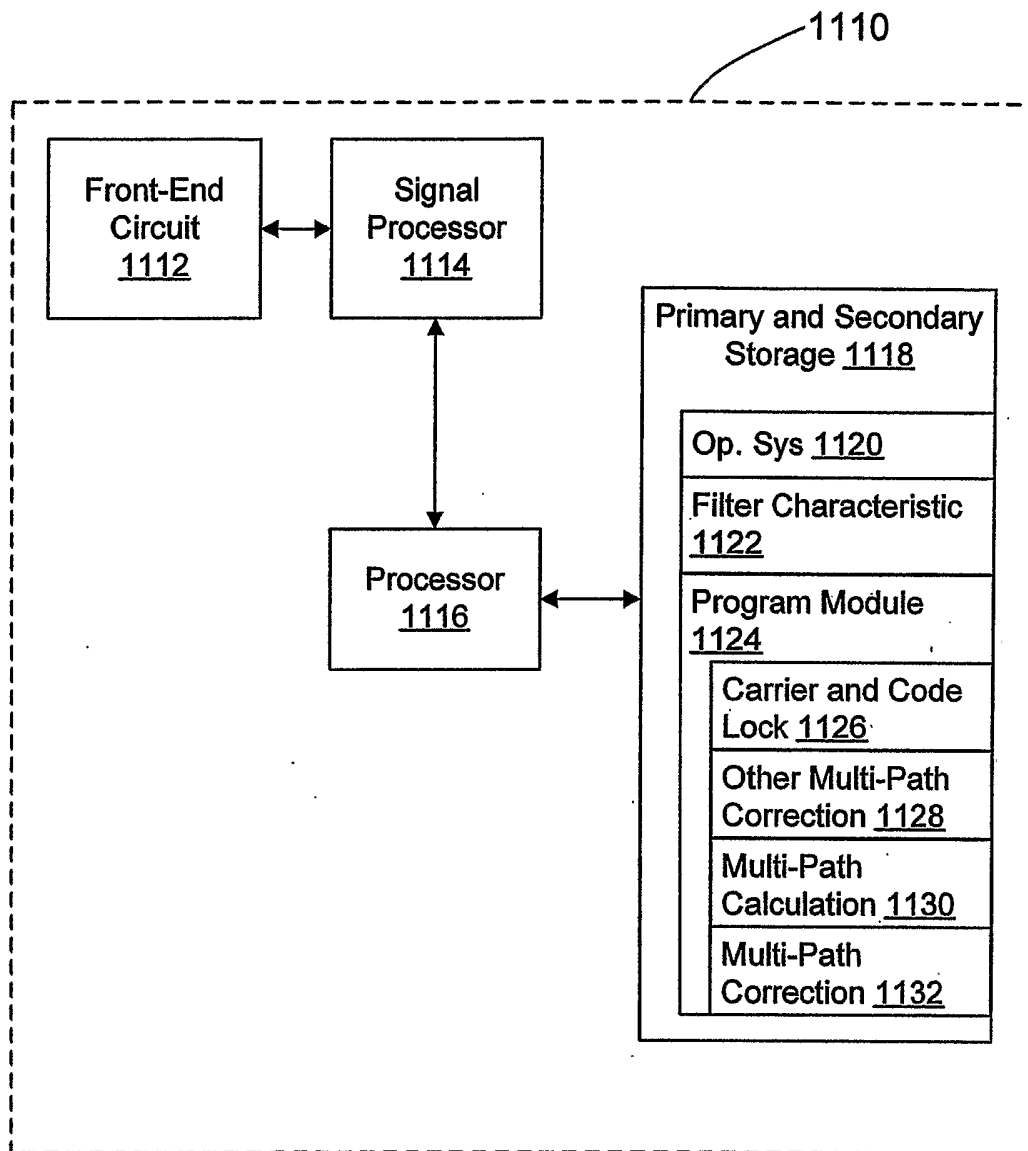 1110
Front-End
Circuit
1112
Signal
Processor
1114
Primary and Secondary
Storage 1118
Op. Sys 1120
Filter Characteristic
1122
Processor
1116
Program Module
1124
Carrier and Code
Lock 1126
Other Multi-Path
Correction 1128
Multi-Path
Calculation 1130
Multi-Path
Correction 1132